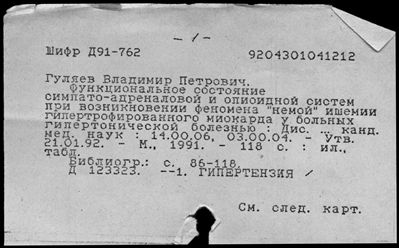 - 1 -
Шифр Д91-762 9204301041212
Гуляев Владимир Петрович.
Функциональное состояние
симпато-адреналовой и опиоидной систем
при возникновении феномена "немой" ишемии
гипертрофированного миокарда у больных
гипертонической болезнью : Дис. ... канд.
мед. наук : 14.00.06, 03.00.04. - Утв.
21.01.92. - М., 1991. - 118 с. : ил.,
табл.
Библиогр.: с. 86-118.
Д 123323. --1. ГИПЕРТЕНЗИЯ /
См. след. карт.